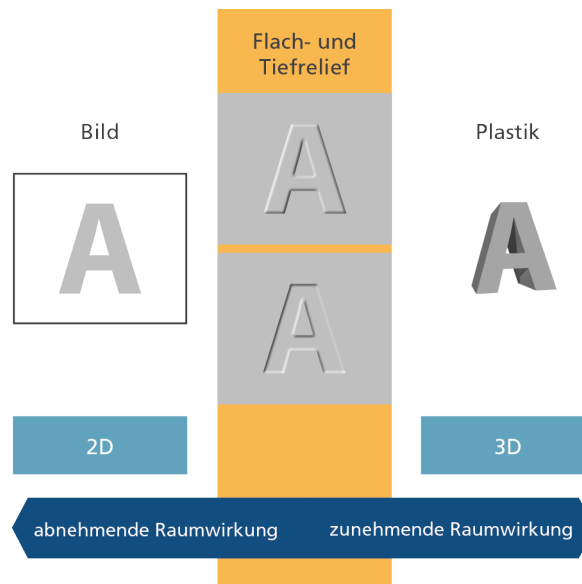 Flach- und
Tiefrelief
Bild
Plastik
A
A
A
A
2D
3D
abnehmende Raumwirkung
zunehmende Raumwirkung